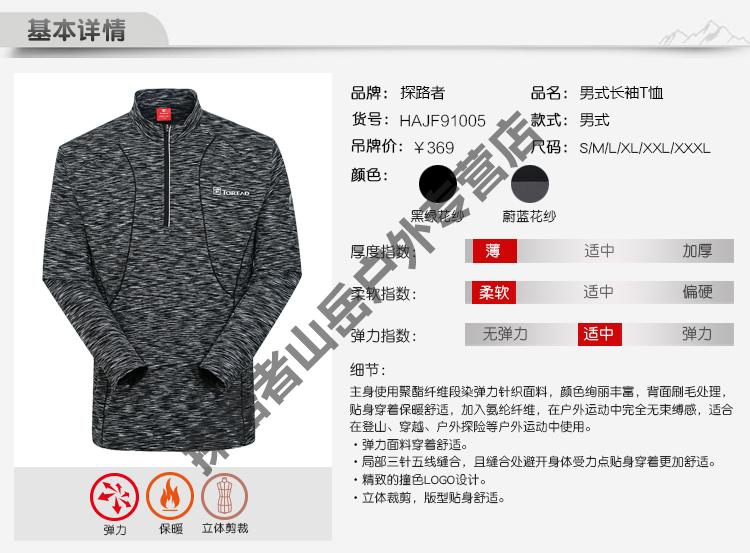 基本详情
品牌： 探路者
品名： 男式长袖T恤
货号： HAJF91005
款式： 男式
吊牌价： ￥369
尺码： S/M/L/XL/XXL/XXXL
颜色：
黑绿花纱
蔚蓝花纱
厚度指数： 薄 适中 加厚
柔软指数： 柔软 适中 偏硬
弹力指数： 无弹力 适中 弹力
细节：
主身使用聚酯纤维段染弹力针织面料，颜色绚丽丰富，背面刷毛处理，
贴身穿着保暖舒适，加入氨纶纤维，在户外运动中完全无束缚感，适合
在登山、穿越、户外探险等户外运动中使用。
・弹力面料穿着舒适。
・局部三针五线缝合，且缝合处避开身体受力点贴身穿着更加舒适。
・精致的撞色LOGO设计。
・立体裁剪，版型贴身舒适。
TOREAD
弹力
保暖
立体剪裁
探路者山岳户外专营店